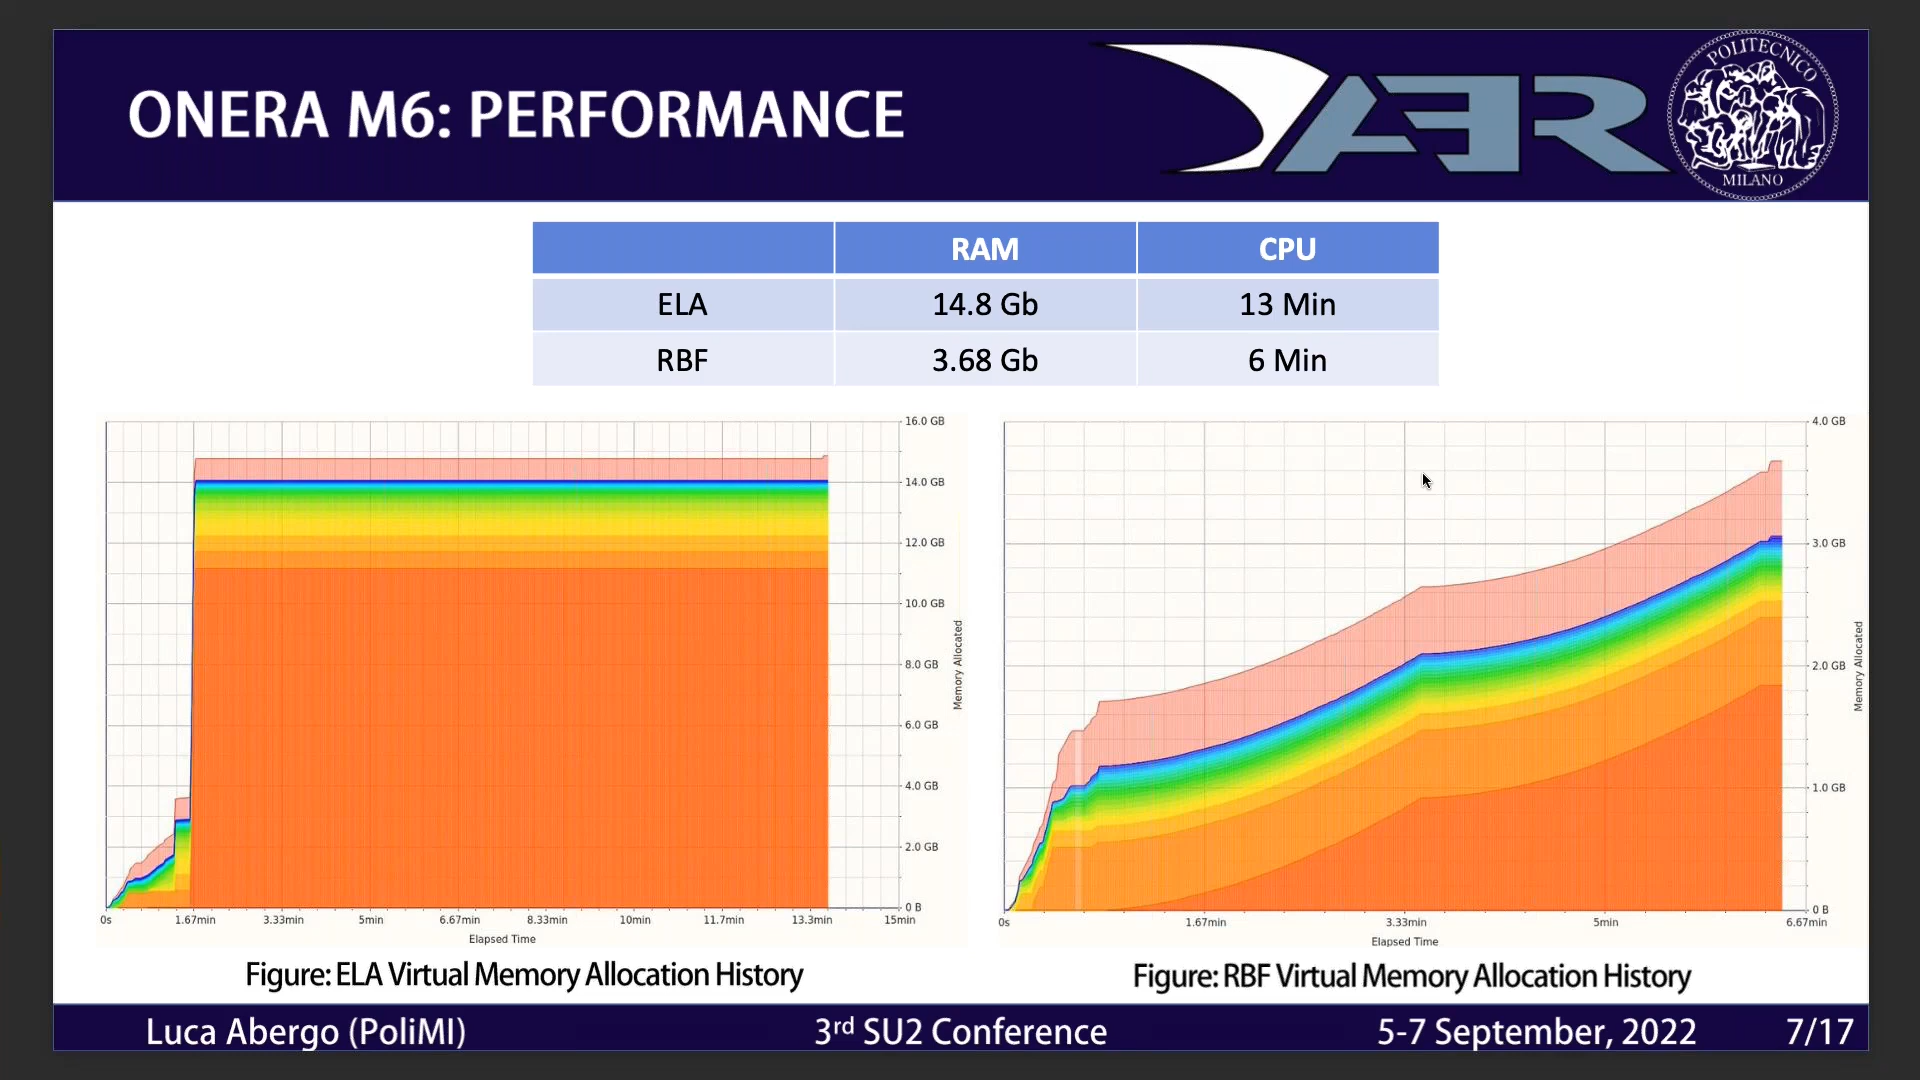 ONERA M6: PERFORMANCE
AER
POLITECNICO
MILANO
RAM CPU
ELA 14.8 Gb 13 Min
RBF 3.68 Gb 6 Min
16.0 GB
14.0 GB
12.0 GB
10.0 GB
8.0 GB
6.0 GB
4.0 GB
2.0 GB
0 B
Memory Allocated
0s 1.67min 3.33min 5min 6.67min 8.33min 10min 11.7min 13.3min 15min
Elapsed Time
Figure: ELA Virtual Memory Allocation History
4.0 GB
3.0 GB
2.0 GB
1.0 GB
0 B
Memory Allocated
0s 1.67min 3.33min 5min 6.67min
Elapsed Time
Figure: RBF Virtual Memory Allocation History
Luca Abergo (PoliMI) 3rd SU2 Conference 5-7 September, 2022 7/17